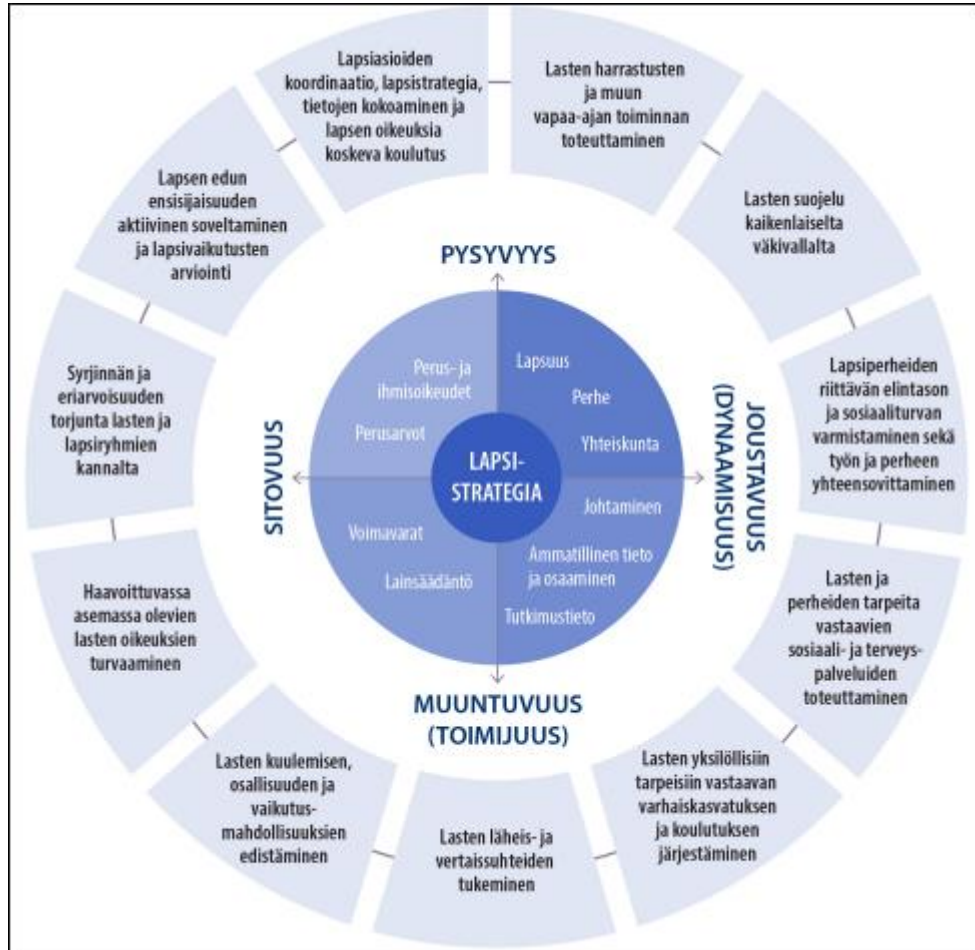 Lapsiasioiden
koordinaatio, lapsistrategia,
tietojen kokoaminen ja
lapsen oikeuksia
koskeva koulutus
Lasten harrastusten
ja muun
vapaa-ajan toiminnan
toteuttaminen
Lasten suojelu
kaikenlaiselta
väkivallalta
Lapsiperheiden
riittävän elintason
ja sosiaaliturvan
varmistaminen sekä
työn ja perheen
yhteensovittaminen
Lasten ja
perheiden tarpeita
vastaavien
sosiaali- ja terveys-
palveluiden
toteuttaminen
Lasten yksilöllisiin
tarpeisiin vastaavan
varhaiskasvatuksen
ja koulutuksen
järjestäminen
Lasten läheis- ja
vertaissuhteiden
tukeminen
Lasten kuulemisen,
osallisuuden ja
vaikutus-
mahdollisuuksien
edistäminen
Haavoittuvassa
asemassa olevien
lasten oikeuksien
turvaaminen
Syrjinnän ja
eriarvoisuuden
torjunta lasten ja
lapsiryhmien
kannalta
Lapsen edun
ensisijaisuuden
aktiivinen soveltaminen
ja lapsivaikutusten
arviointi
PYSYVYYS
JOUSTAVUUS
(DYNAAMISUUS)
MUUNTUVUUS
(TOIMIJUUS)
SITOVUUS
Perus- ja
ihmisoikeudet
Perusarvot
Lapsuus
Perhe
Yhteiskunta
LAPSI-
STRATEGIA
Voimavarat
Lainsäädäntö
Johtaminen
Ammatillinen tieto
ja osaaminen
Tutkimustieto